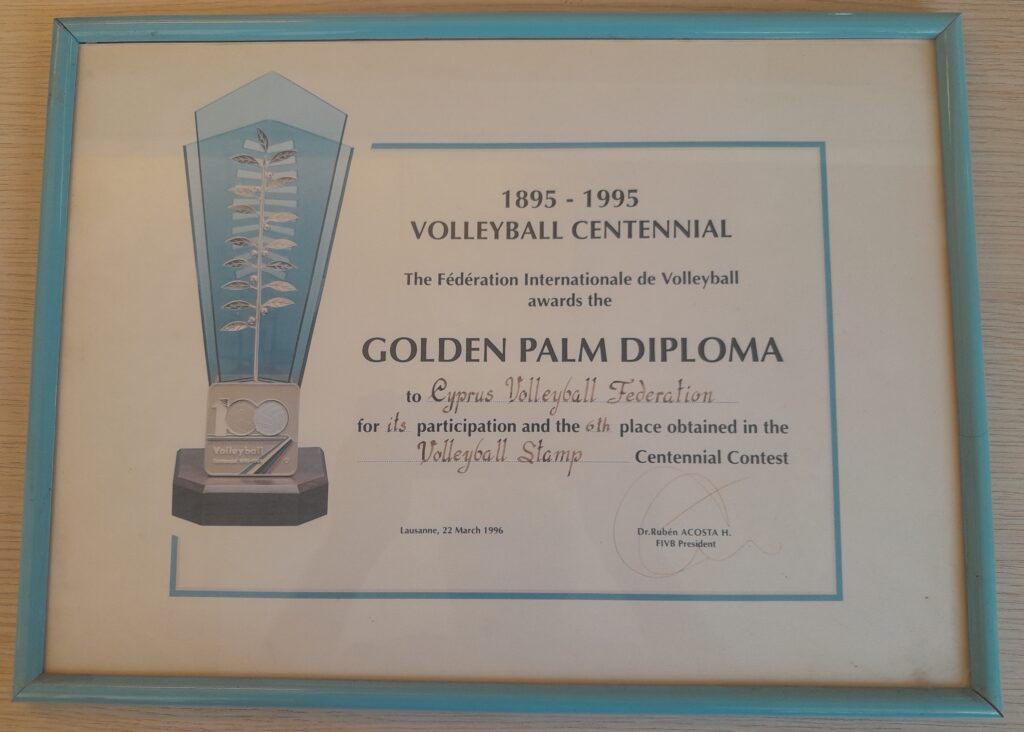 1895 - 1995
VOLLEYBALL CENTENNIAL
The Fédération Internationale de Volleyball
awards the
GOLDEN PALM DIPLOMA
to Cyprus Volleyball Federation
for its participation and the 6th place obtained in the
Volleyball Stamp Centennial Contest
Lausanne, 22 March 1996
Dr.Rubén ACOSTA H.
FIVB President
100
Volleyball